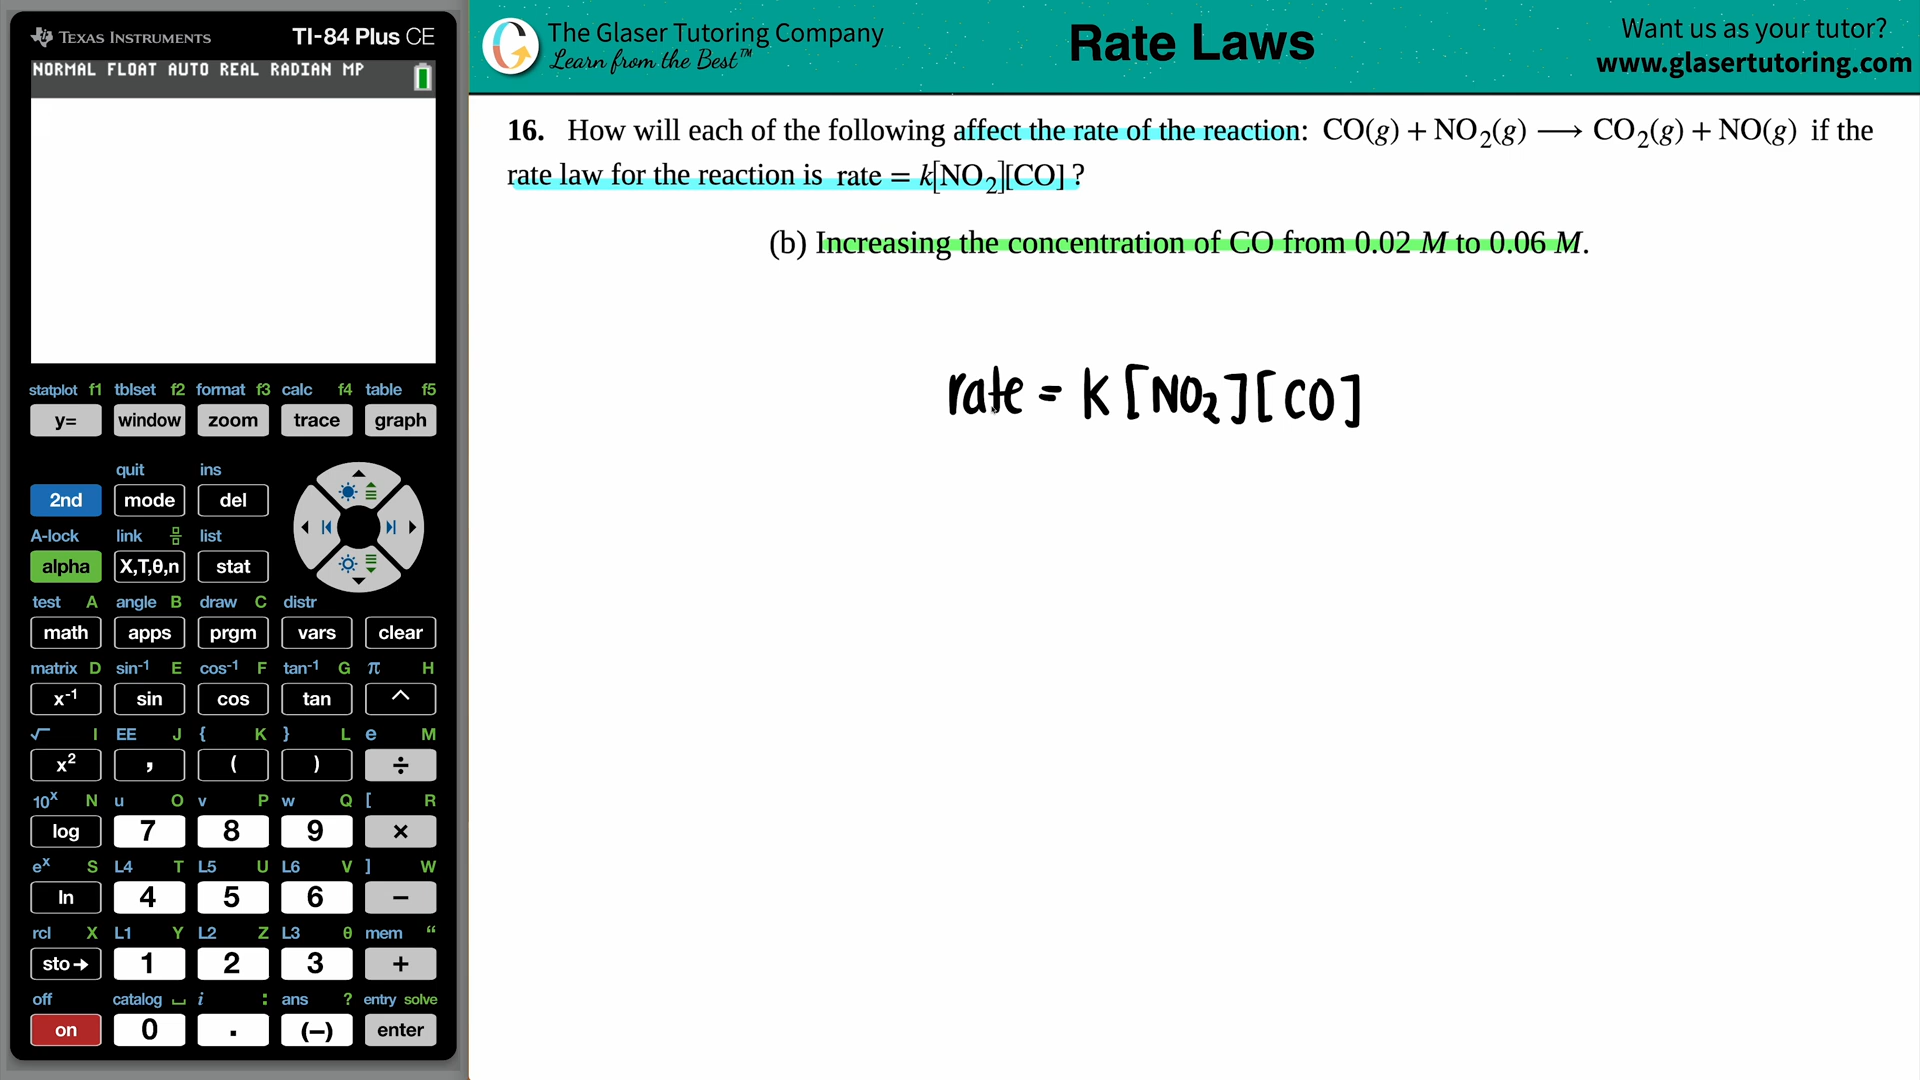 TEXAS INSTRUMENTS TI-84 Plus CE
NORMAL FLOAT AUTO REAL RADIAN MP
statplot f1 tblset f2 format f3 calc f4 table f5
y= window zoom trace graph
quit ins
2nd mode del
A-lock link list
alpha X,T,θ,n stat
test A angle B draw C distr
math apps prgm vars clear
matrix D sin⁻¹ E cos⁻¹ F tan⁻¹ G π H
x⁻¹ sin cos tan ^
√ I EE J { K } L e M
x² , ( ) ÷
10ˣ N u O v P w Q [ R
log 7 8 9 ×
eˣ S L4 T L5 U L6 V ] W
ln 4 5 6 −
rcl X L1 Y L2 Z L3 θ mem “
sto→ 1 2 3 +
off catalog ⎵ i : ans ? entry solve
on 0 . (−) enter
The Glaser Tutoring Company
Learn from the Best™
Rate Laws
Want us as your tutor?
www.glasertutoring.com
16. How will each of the following affect the rate of the reaction: CO(g) + NO₂(g) ⟶ CO₂(g) + NO(g) if the
rate law for the reaction is rate = k[NO₂][CO] ?
(b) Increasing the concentration of CO from 0.02 M to 0.06 M.
rate = K [NO₂][CO]